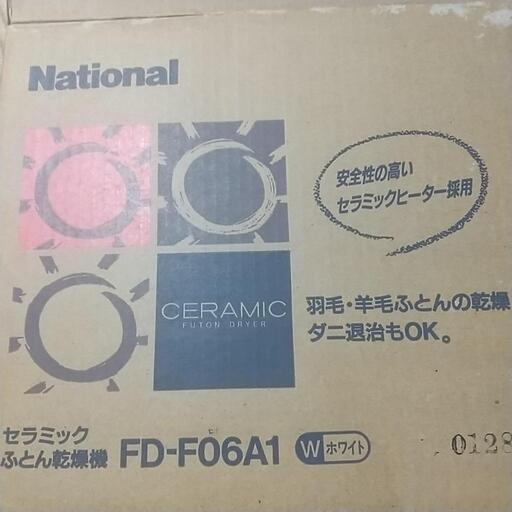 National
安全性の高い
セラミックヒーター採用
CERAMIC
FUTON DRYER
羽毛・羊毛ふとんの乾燥
ダニ退治もOK。
セラミック
ふとん乾燥機 FD-F06A1 W ホワイト
0128